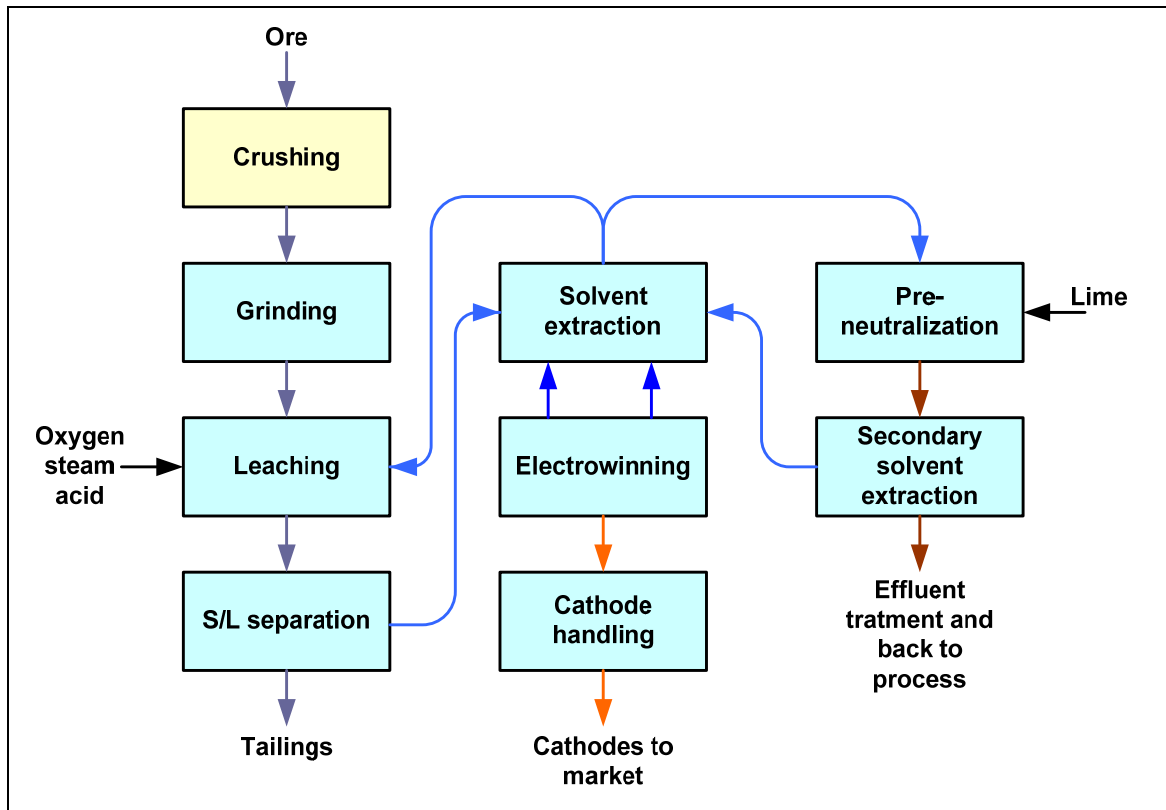 Ore
Crushing
Grinding
Solvent
extraction
Pre-
neutralization
Lime
Oxygen
steam
acid
Leaching
Electrowinning
Secondary
solvent
extraction
S/L separation
Cathode
handling
Effluent
tratment and
back to
process
Tailings
Cathodes to
market